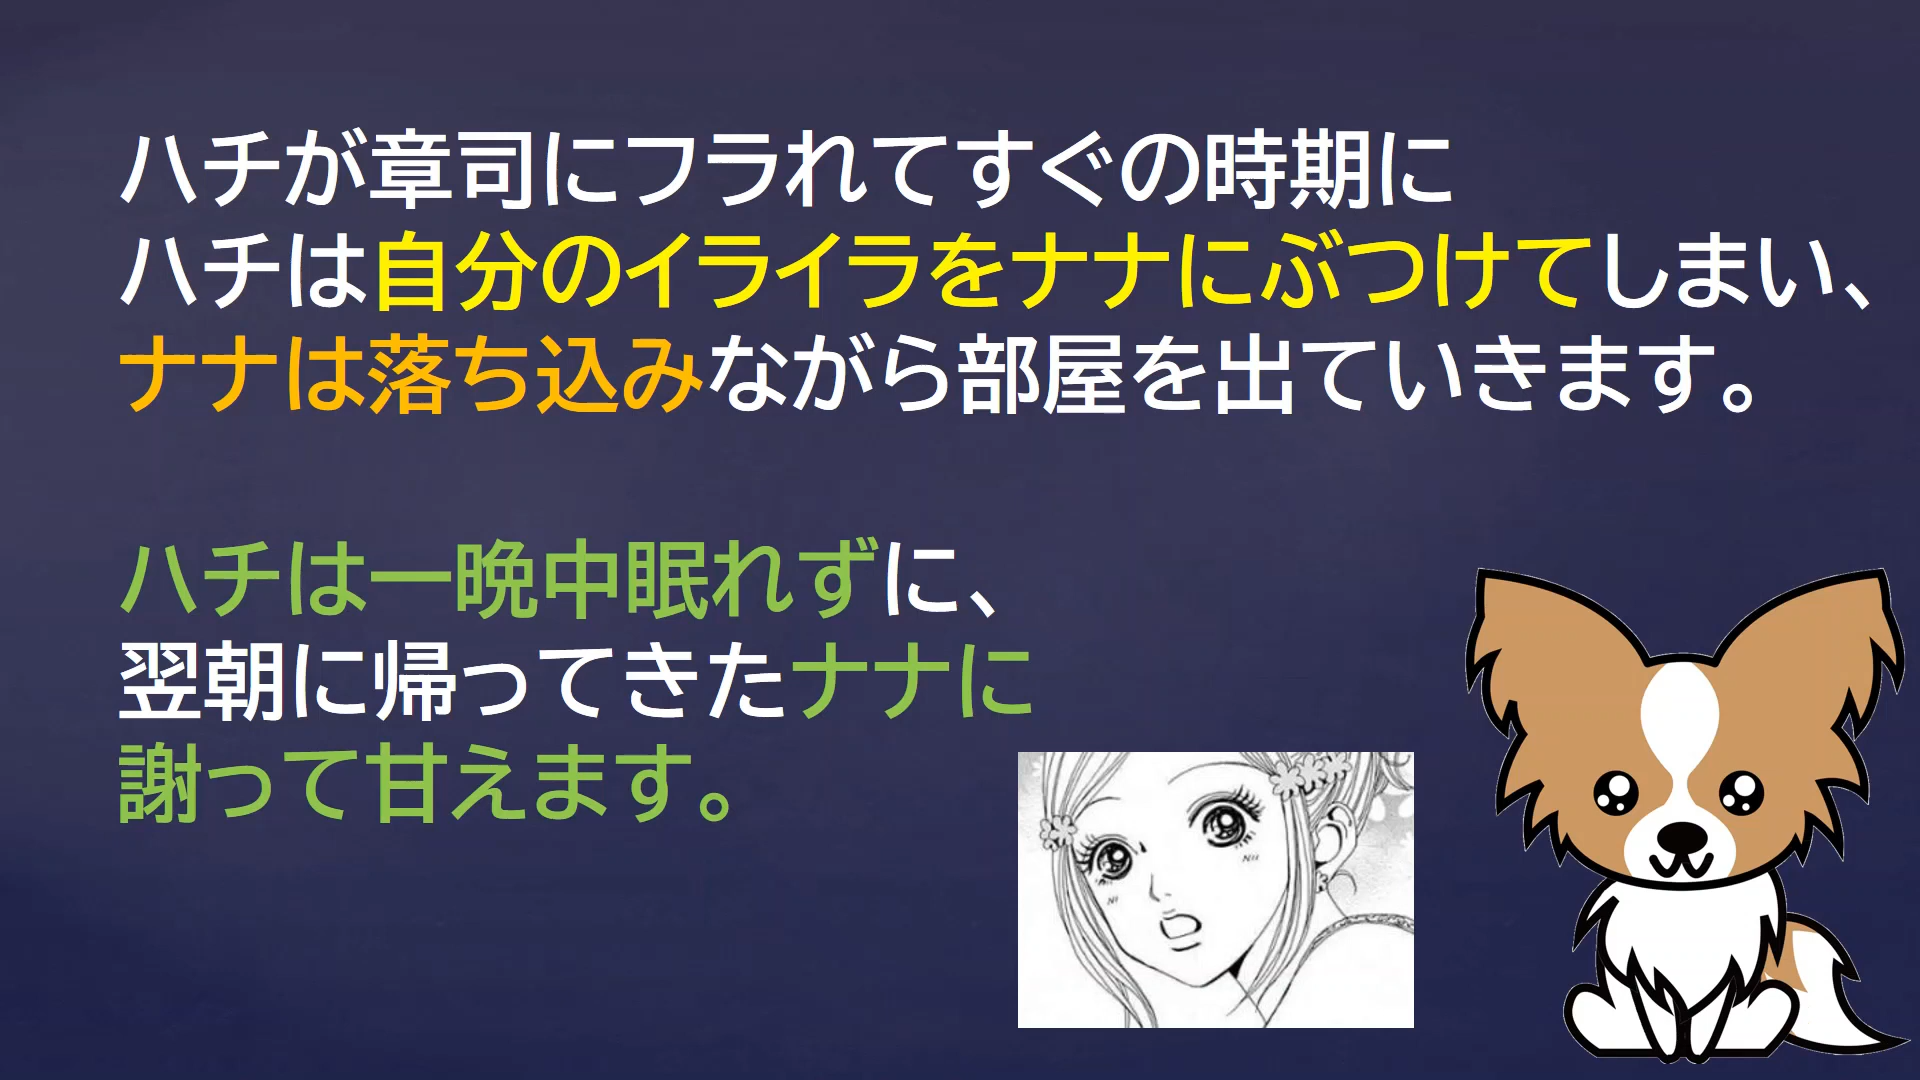 ハチが章司にフラれてすぐの時期に
ハチは自分のイライラをナナにぶつけてしまい、
ナナは落ち込みながら部屋を出ていきます。
ハチは一晩中眠れずに、
翌朝に帰ってきたナナに
謝って甘えます。